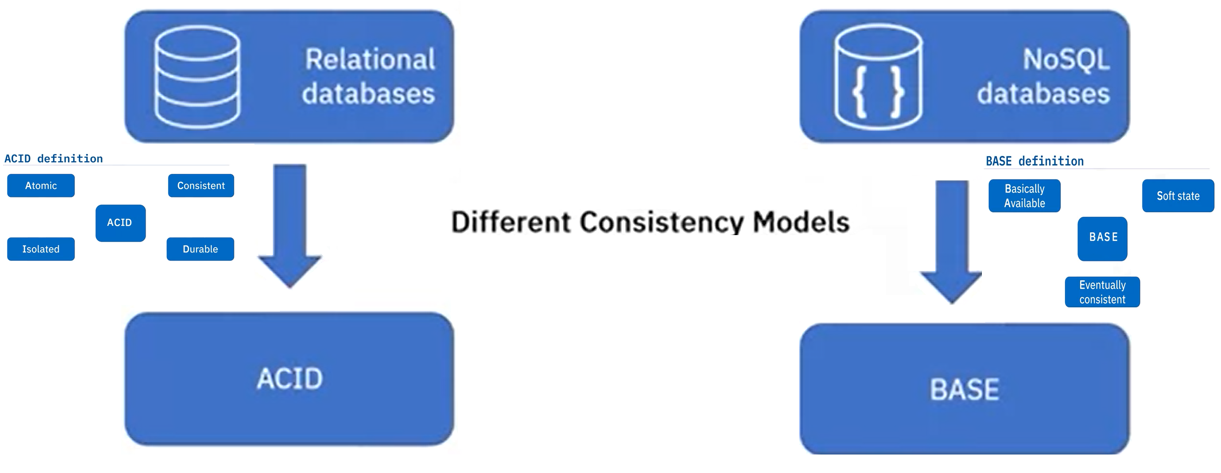 Relational
databases
{ }
NoSQL
databases
ACID definition
Atomic
Consistent
ACID
Isolated
Durable
Different Consistency Models
BASE definition
Basically
Available
Soft state
BASE
Eventually
consistent
ACID
BASE